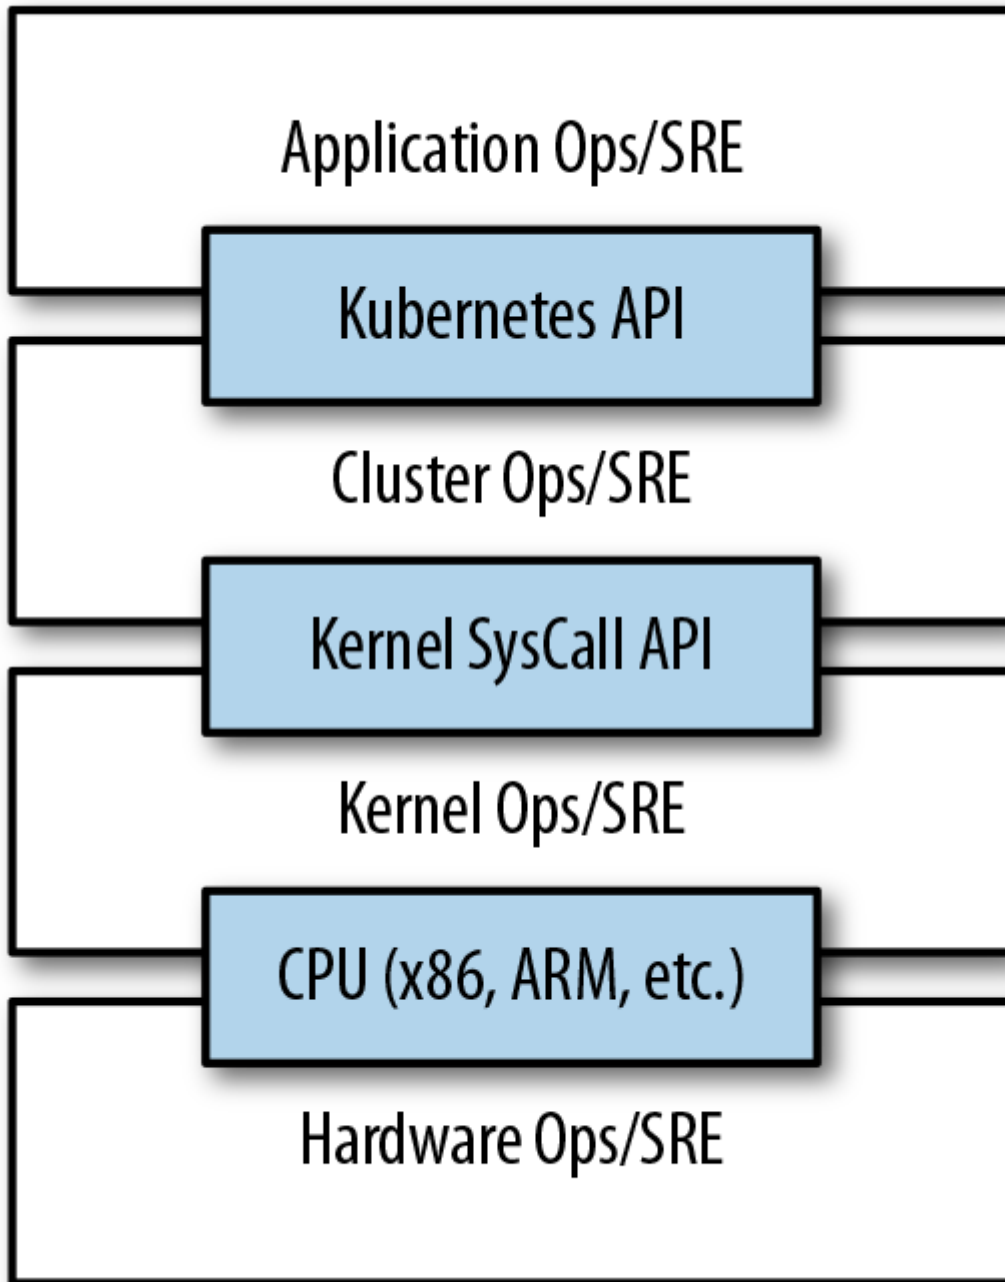 Application Ops/SRE
Kubernetes API
Cluster Ops/SRE
Kernel SysCall API
Kernel Ops/SRE
CPU (x86, ARM, etc.)
Hardware Ops/SRE